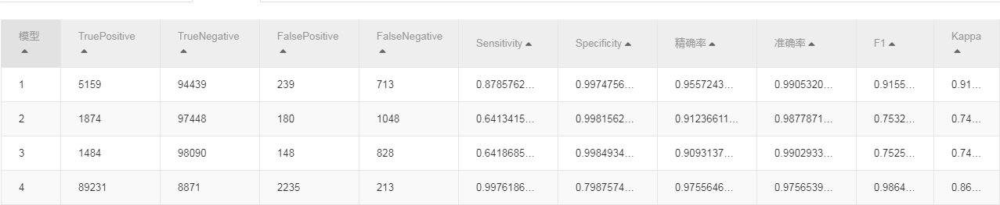 模型 TruePositive TrueNegative FalsePositive FalseNegative Sensitivity Specificity 精确率 准确率 F1 Kappa
1 5159 94439 239 713 0.8785762... 0.9974756... 0.9557243... 0.9905320... 0.9155... 0.91...
2 1874 97448 180 1048 0.6413415... 0.9981562... 0.91236611... 0.9877871... 0.7532... 0.74...
3 1484 98090 148 828 0.6418685... 0.9984934... 0.9093137... 0.9902933... 0.7525... 0.74...
4 89231 8871 2235 213 0.9976186... 0.7987574... 0.9755646... 0.9756539... 0.9864... 0.86...